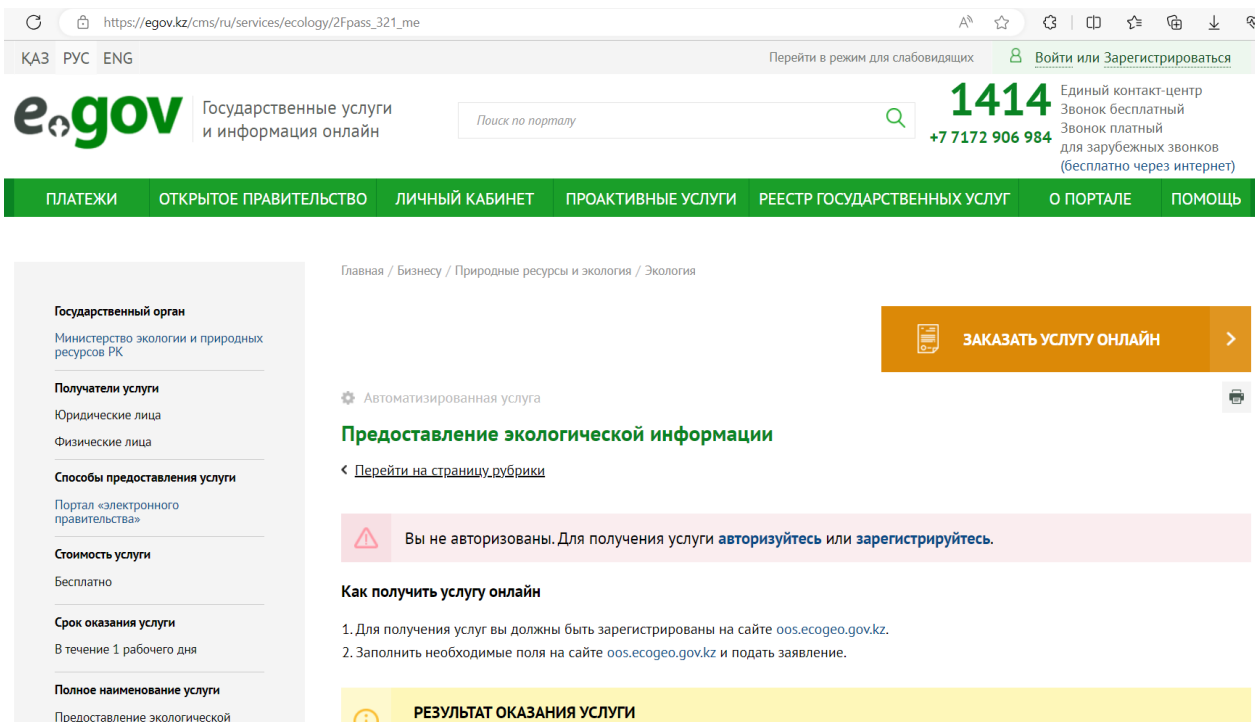 https://egov.kz/cms/ru/services/ecology/2Fpass_321_me
ҚАЗ РУС ENG
Перейти в режим для слабовидящих
Войти или Зарегистрироваться
e.gov
Государственные услуги
и информация онлайн
Поиск по порталу
1414
+7 7172 906 984
Единый контакт-центр
Звонок бесплатный
Звонок платный
для зарубежных звонков
(бесплатно через интернет)
ПЛАТЕЖИ ОТКРЫТОЕ ПРАВИТЕЛЬСТВО ЛИЧНЫЙ КАБИНЕТ ПРОАКТИВНЫЕ УСЛУГИ РЕЕСТР ГОСУДАРСТВЕННЫХ УСЛУГ О ПОРТАЛЕ ПОМОЩЬ
Государственный орган
Министерство экологии и природных
ресурсов РК
Получатели услуги
Юридические лица
Физические лица
Способы предоставления услуги
Портал «электронного
правительства»
Стоимость услуги
Бесплатно
Срок оказания услуги
В течение 1 рабочего дня
Полное наименование услуги
Предоставление экологической
Главная / Бизнесу / Природные ресурсы и экология / Экология
ЗАКАЗАТЬ УСЛУГУ ОНЛАЙН
Автоматизированная услуга
Предоставление экологической информации
Перейти на страницу рубрики
Вы не авторизованы. Для получения услуги авторизуйтесь или зарегистрируйтесь.
Как получить услугу онлайн
1. Для получения услуг вы должны быть зарегистрированы на сайте oos.ecogeo.gov.kz.
2. Заполнить необходимые поля на сайте oos.ecogeo.gov.kz и подать заявление.
РЕЗУЛЬТАТ ОКАЗАНИЯ УСЛУГИ